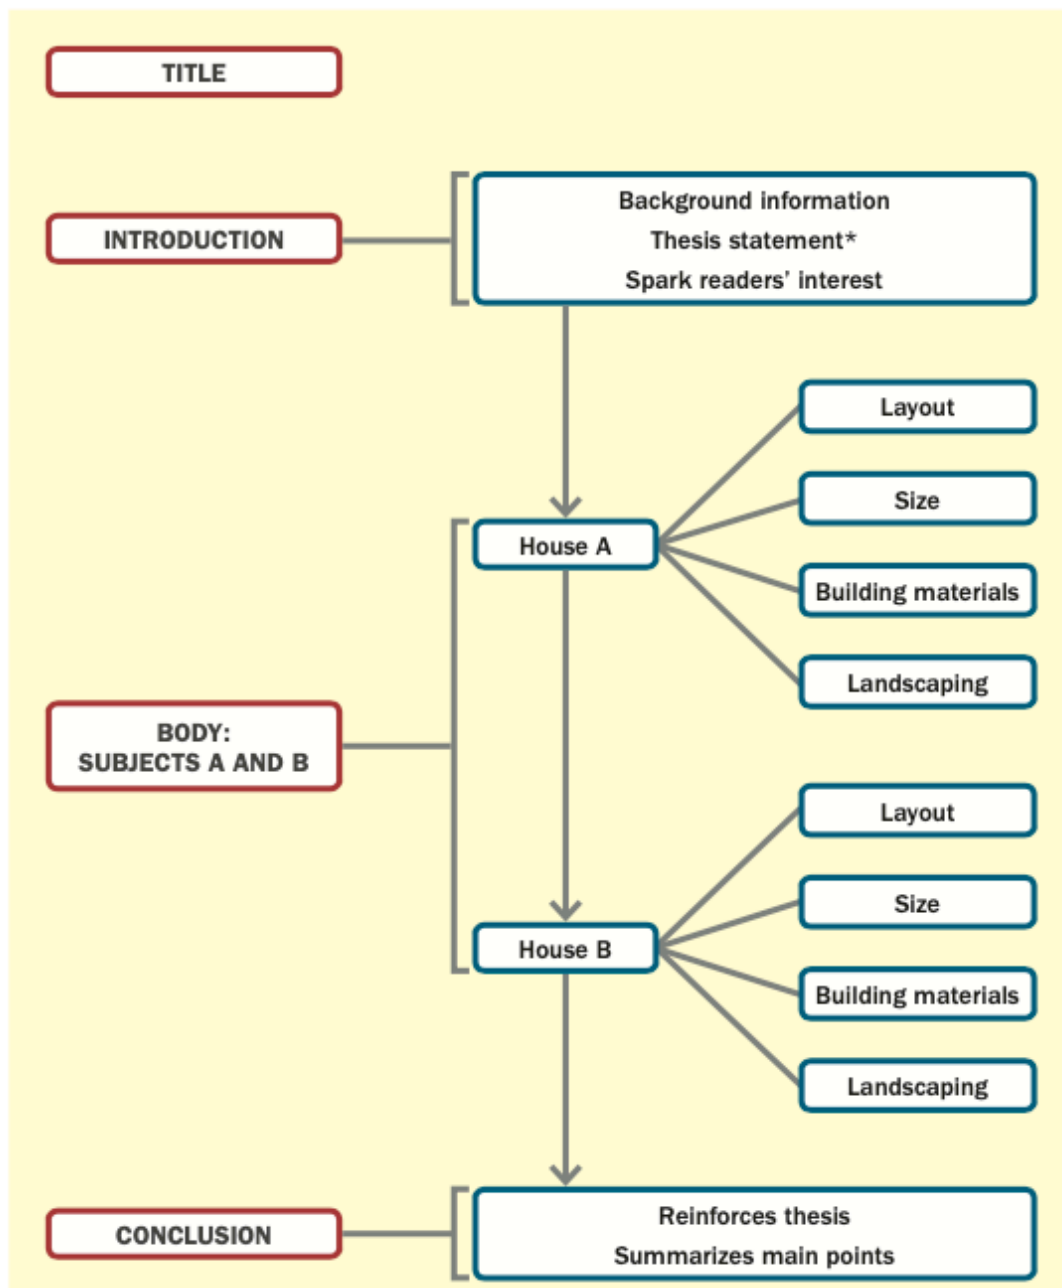 TITLE
INTRODUCTION
Background information
Thesis statement*
Spark readers’ interest
House A
Layout
Size
Building materials
Landscaping
BODY:
SUBJECTS A AND B
House B
Layout
Size
Building materials
Landscaping
CONCLUSION
Reinforces thesis
Summarizes main points